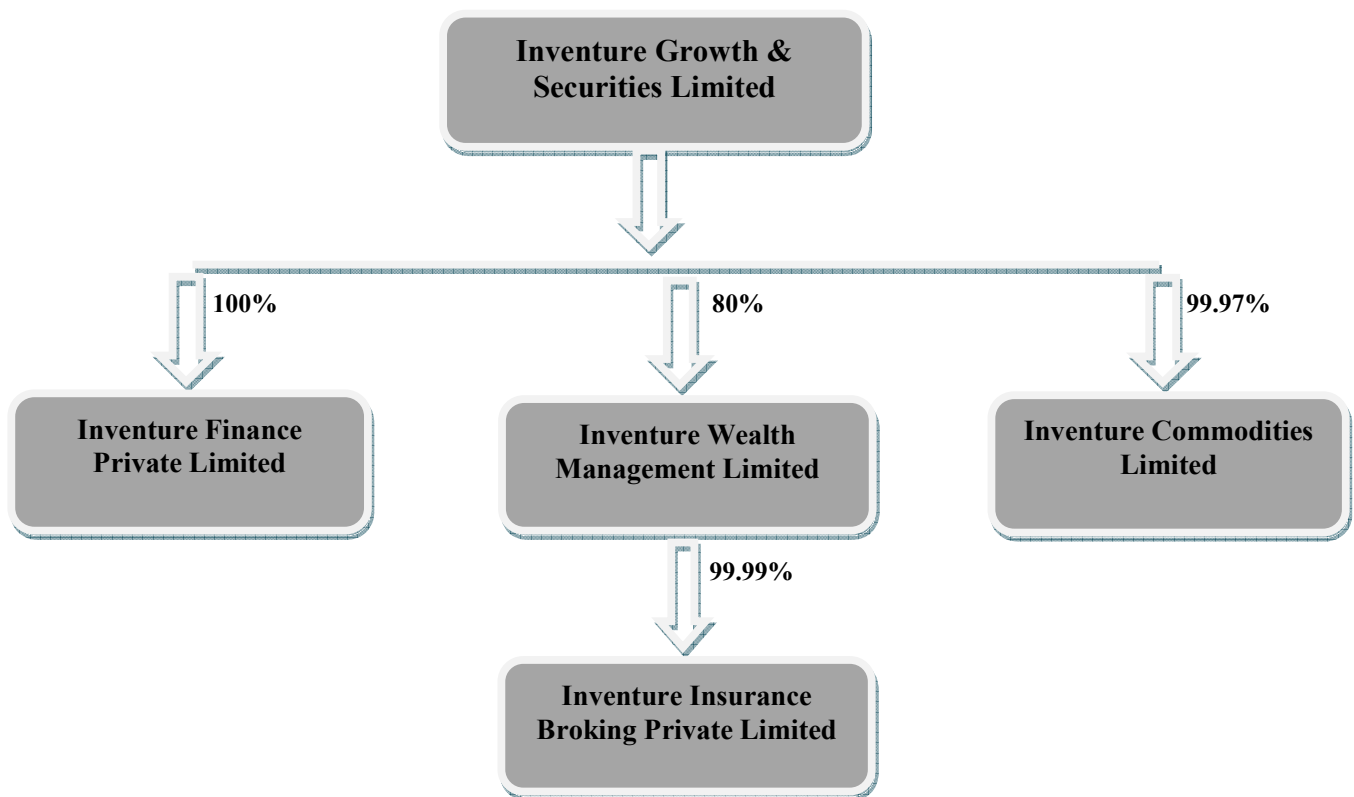 Inventure Growth &
Securities Limited
100%
80%
99.97%
Inventure Finance
Private Limited
Inventure Wealth
Management Limited
Inventure Commodities
Limited
99.99%
Inventure Insurance
Broking Private Limited